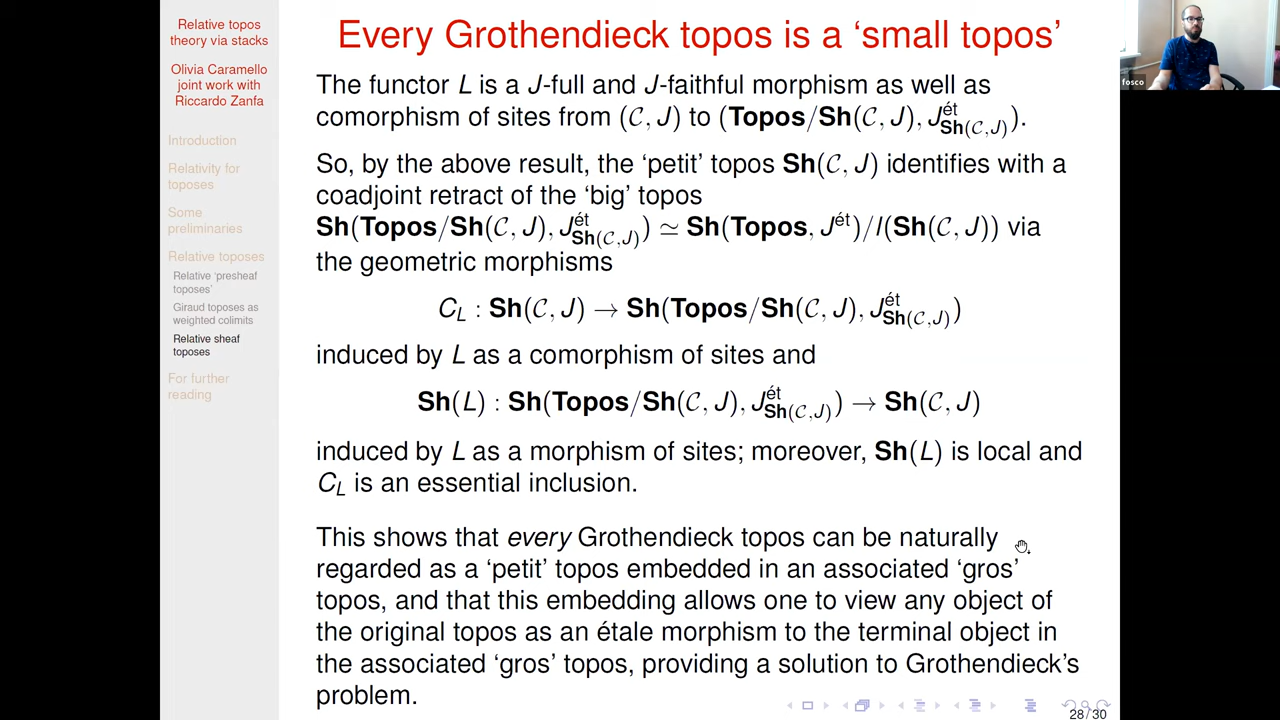 Relative topos
theory via stacks
Olivia Caramello
joint work with
Riccardo Zanfa
Introduction
Relativity for
toposes
Some
preliminaries
Relative toposes
Relative ‘presheaf
toposes’
Giraud toposes as
weighted colimits
Relative sheaf
toposes
For further
reading
Every Grothendieck topos is a ‘small topos’
The functor L is a J-full and J-faithful morphism as well as
comorphism of sites from (𝒞, J) to (Topos/Sh(𝒞, J), J^ét_Sh(𝒞,J)).
So, by the above result, the ‘petit’ topos Sh(𝒞, J) identifies with a
coadjoint retract of the ‘big’ topos
Sh(Topos/Sh(𝒞, J), J^ét_Sh(𝒞,J)) ≃ Sh(Topos, J^ét)/l(Sh(𝒞, J)) via
the geometric morphisms
C_L : Sh(𝒞, J) → Sh(Topos/Sh(𝒞, J), J^ét_Sh(𝒞,J))
induced by L as a comorphism of sites and
Sh(L) : Sh(Topos/Sh(𝒞, J), J^ét_Sh(𝒞,J)) → Sh(𝒞, J)
induced by L as a morphism of sites; moreover, Sh(L) is local and
C_L is an essential inclusion.
This shows that every Grothendieck topos can be naturally
regarded as a ‘petit’ topos embedded in an associated ‘gros’
topos, and that this embedding allows one to view any object of
the original topos as an étale morphism to the terminal object in
the associated ‘gros’ topos, providing a solution to Grothendieck’s
problem.
28 / 30
fosco